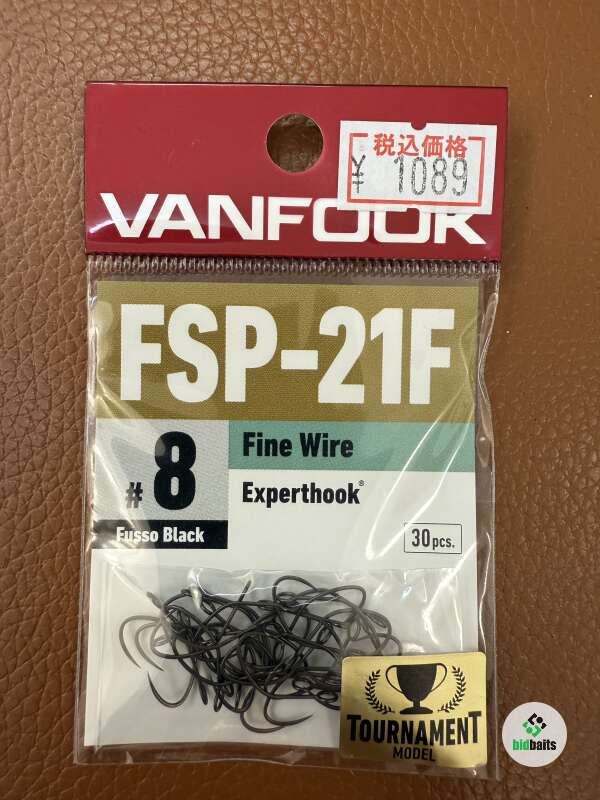 税込価格
¥ 1089
VANFOOK
FSP-21F
#8
Fine Wire
Experthook®
Fusso Black
30pcs.
TOURNAMENT
MODEL
bidbaits